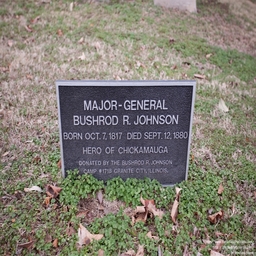 MAJOR-GENERAL
BUSHROD R. JOHNSON
BORN OCT. 7, 1817 DIED SEPT. 12, 1880
HERO OF CHICKAMAUGA
DONATED BY THE BUSHROD R. JOHNSON
CAMP #1718 GRANITE CITY, ILLINOIS